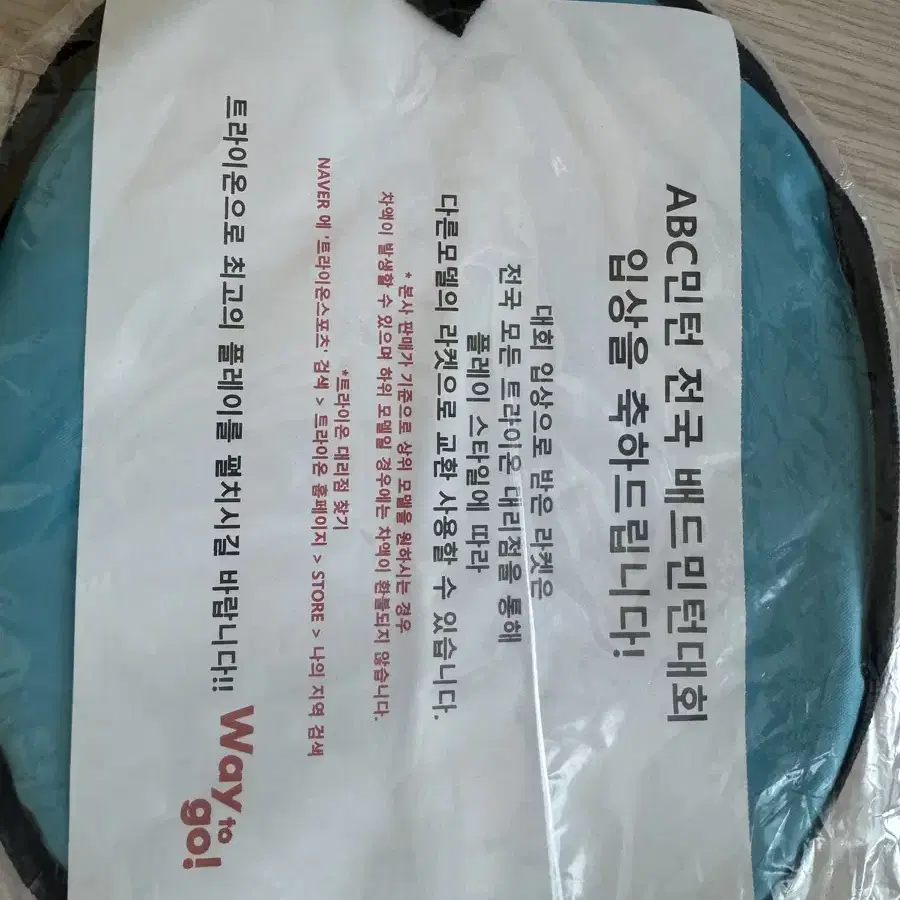 ABC민턴 전국 배드민턴대회
입상을 축하드립니다!
대회 입상으로 받은 라켓은
전국 모든 트라이온 대리점을 통해
플레이 스타일에 따라
다른모델의 라켓으로 교환 사용할 수 있습니다.
* 본사 판매가 기준으로 상위 모델을 원하시는 경우
차액이 발생할 수 있으며 하위 모델일 경우에는 차액이 환불되지 않습니다.
*트라이온 대리점 찾기
NAVER 에 '트라이온스포츠' 검색 > 트라이온 홈페이지 > STORE > 나의 지역 검색
트라이온으로 최고의 플레이를 펼치시길 바랍니다!!
Way to go!